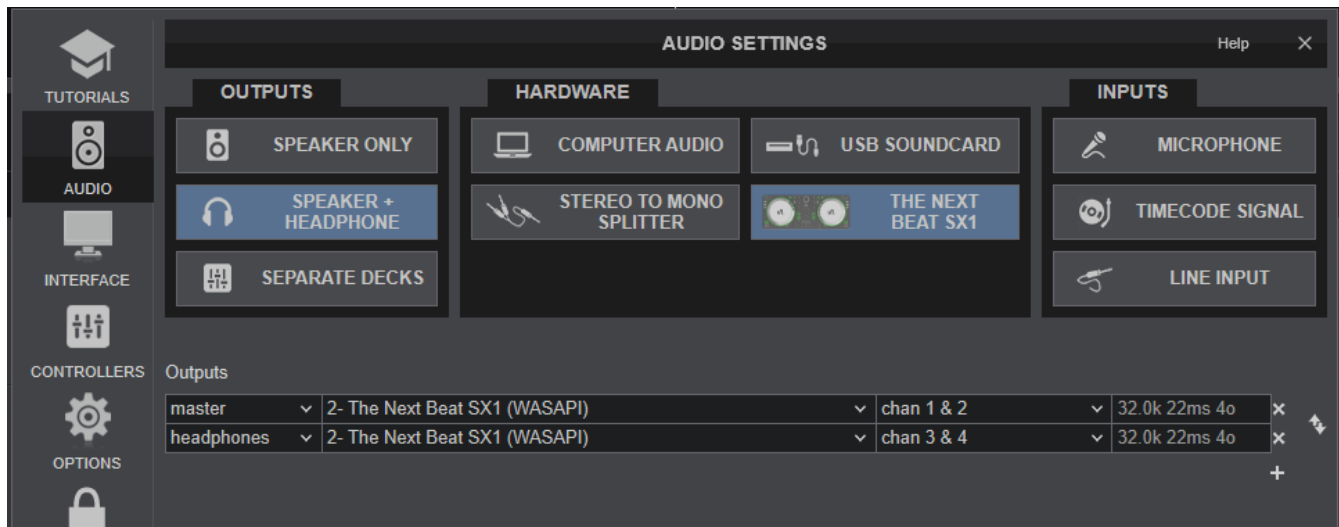 AUDIO SETTINGS
Help
TUTORIALS
AUDIO
INTERFACE
CONTROLLERS
OPTIONS
OUTPUTS
SPEAKER ONLY
SPEAKER +
HEADPHONE
SEPARATE DECKS
HARDWARE
COMPUTER AUDIO
USB SOUNDCARD
STEREO TO MONO
SPLITTER
THE NEXT
BEAT SX1
INPUTS
MICROPHONE
TIMECODE SIGNAL
LINE INPUT
Outputs
master 2- The Next Beat SX1 (WASAPI) chan 1 & 2 32.0k 22ms 4o
headphones 2- The Next Beat SX1 (WASAPI) chan 3 & 4 32.0k 22ms 4o